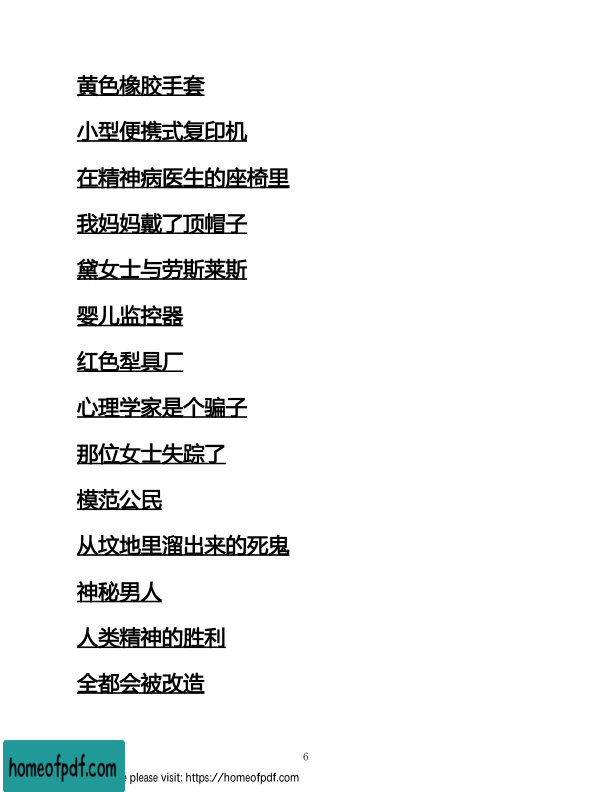 黄色橡胶手套
小型便携式复印机
在精神病医生的座椅里
我妈妈戴了顶帽子
黛女士与劳斯莱斯
婴儿监控器
红色犁具厂
心理学家是个骗子
那位女士失踪了
模范公民
从坟地里溜出来的死鬼
神秘男人
人类精神的胜利
全都会被改造
6
homeofpdf.com
e please visit: https://homeofpdf.com